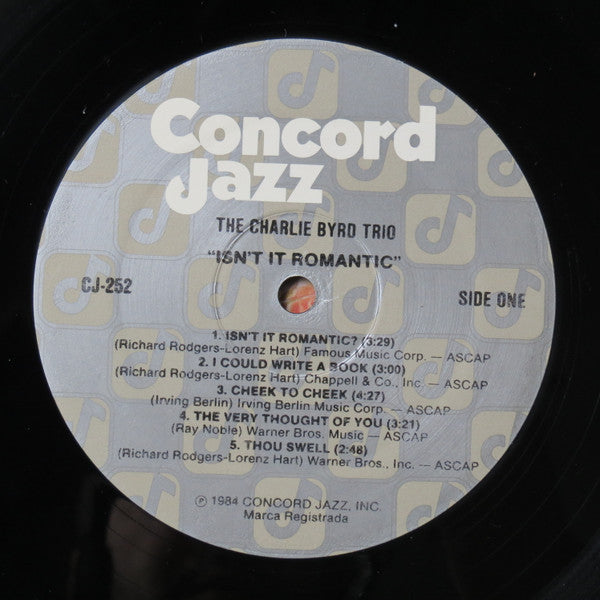 Concord
Jazz
THE CHARLIE BYRD TRIO
"ISN'T IT ROMANTIC"
CJ-252
SIDE ONE
1. ISN'T IT ROMANTIC? (3:29)
(Richard Rodgers-Lorenz Hart) Famous Music Corp. — ASCAP
2. I COULD WRITE A BOOK (3:00)
(Richard Rodgers-Lorenz Hart) Chappell & Co., Inc. — ASCAP
3. CHEEK TO CHEEK (4:27)
(Irving Berlin) Irving Berlin Music Corp. — ASCAP
4. THE VERY THOUGHT OF YOU (3:21)
(Ray Noble) Warner Bros. Music — ASCAP
5. THOU SWELL (2:48)
(Richard Rodgers-Lorenz Hart) Warner Bros., Inc. — ASCAP
℗ 1984 CONCORD JAZZ, INC.
Marca Registrada